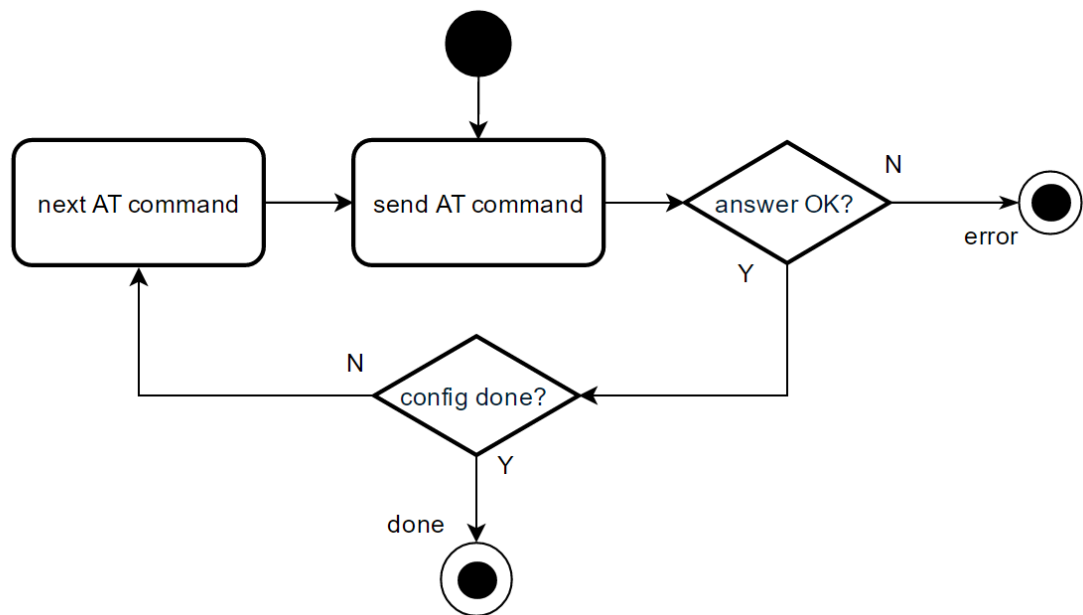 next AT command
send AT command
answer OK?
N
error
Y
N
config done?
Y
done